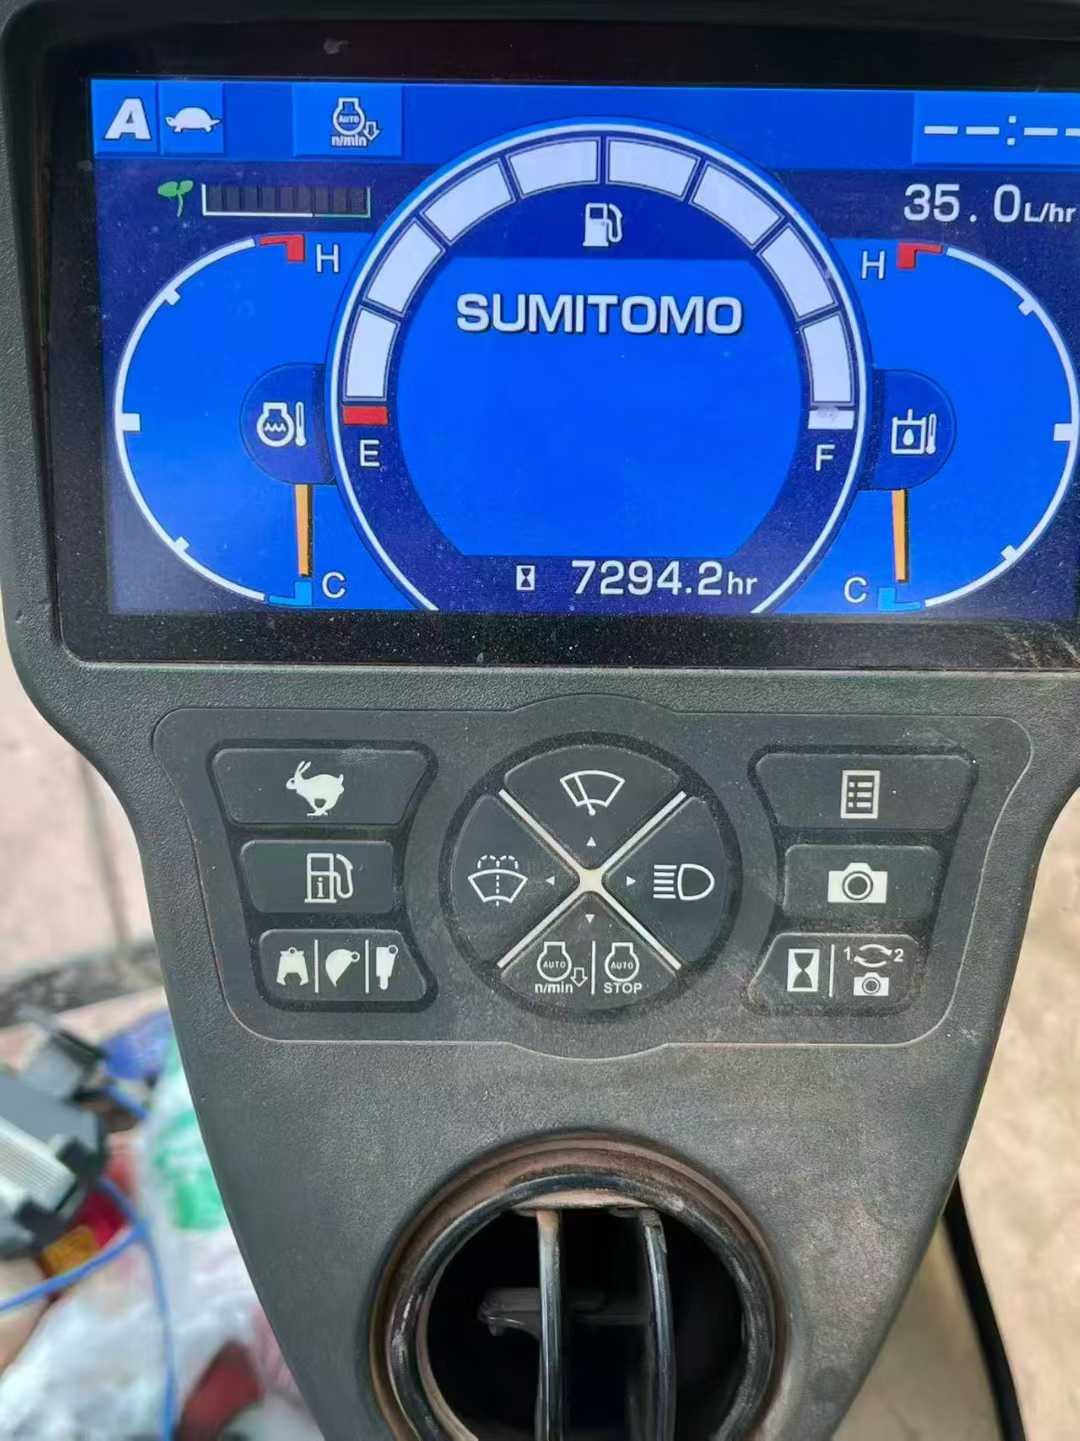 A
AUTO
n/min
--:--
35.0L/hr
H
H
SUMITOMO
E
F
C
C
7294.2hr
i
AUTO
n/min
AUTO
STOP
1 2